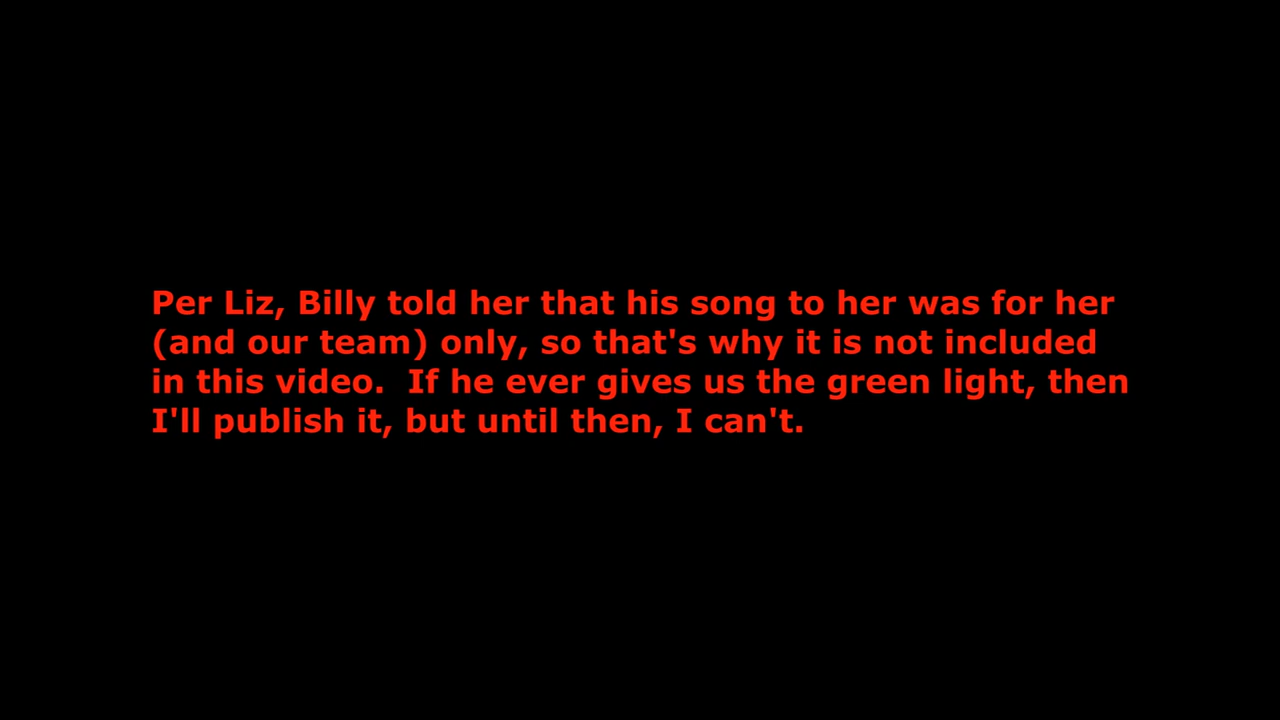 Per Liz, Billy told her that his song to her was for her
(and our team) only, so that's why it is not included
in this video.  If he ever gives us the green light, then
I'll publish it, but until then, I can't.